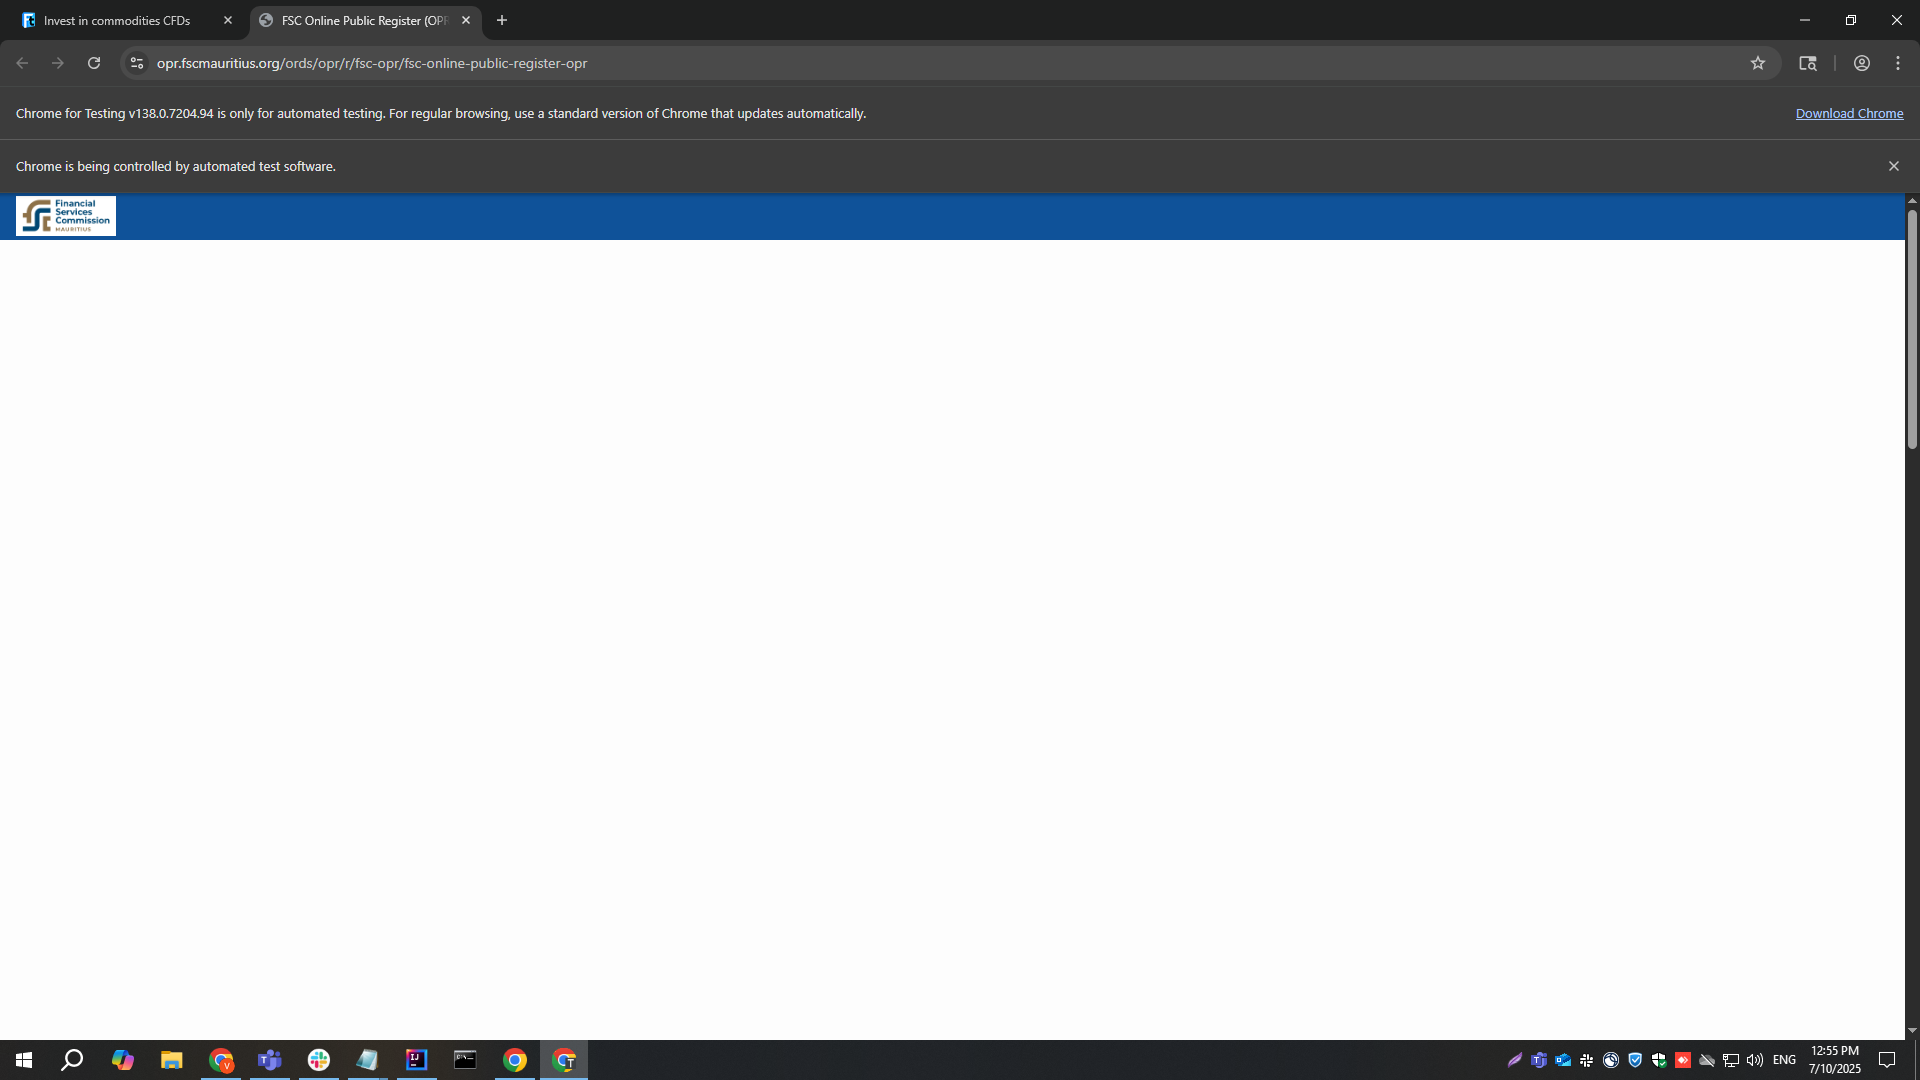 Invest in commodities CFDs
FSC Online Public Register (OPR
opr.fscmauritius.org/ords/opr/r/fsc-opr/fsc-online-public-register-opr
Chrome for Testing v138.0.7204.94 is only for automated testing. For regular browsing, use a standard version of Chrome that updates automatically.
Download Chrome
Chrome is being controlled by automated test software.
Financial
Services
Commission
MAURITIUS
ENG
12:55 PM
7/10/2025